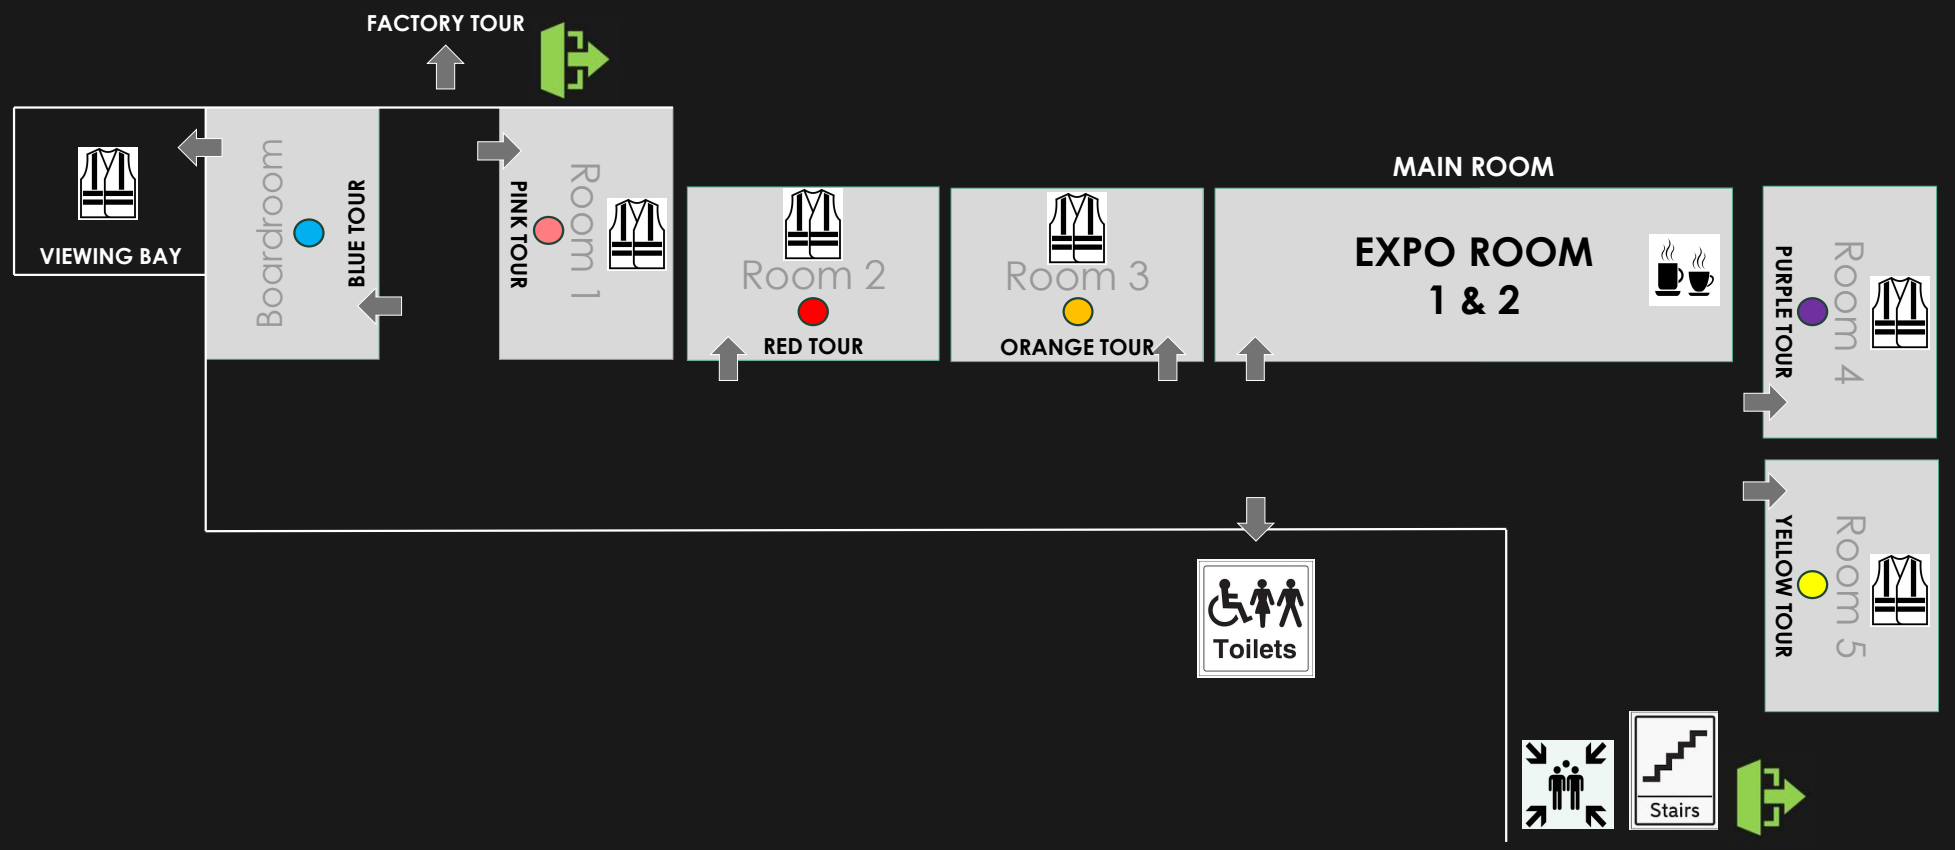 FACTORY TOUR
VIEWING BAY
Boardroom
BLUE TOUR
PINK TOUR
Room 1
Room 2
RED TOUR
Room 3
ORANGE TOUR
MAIN ROOM
EXPO ROOM
1 & 2
PURPLE TOUR
Room 4
YELLOW TOUR
Room 5
Toilets
Stairs